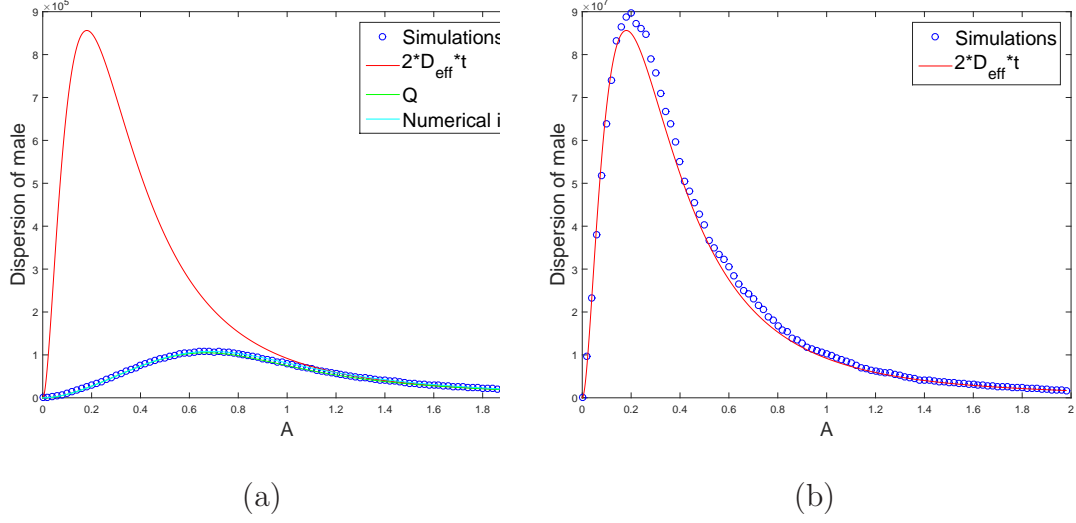 ×10^5
9
8
7
6
5
4
3
2
1
0
Dispersion of male
0 0.2 0.4 0.6 0.8 1 1.2 1.4 1.6 1.8
A
Simulations
2*D_eff*t
Q
Numerical i
(a)
×10^7
9
8
7
6
5
4
3
2
1
0
Dispersion of male
0 0.2 0.4 0.6 0.8 1 1.2 1.4 1.6 1.8 2
A
Simulations
2*D_eff*t
(b)